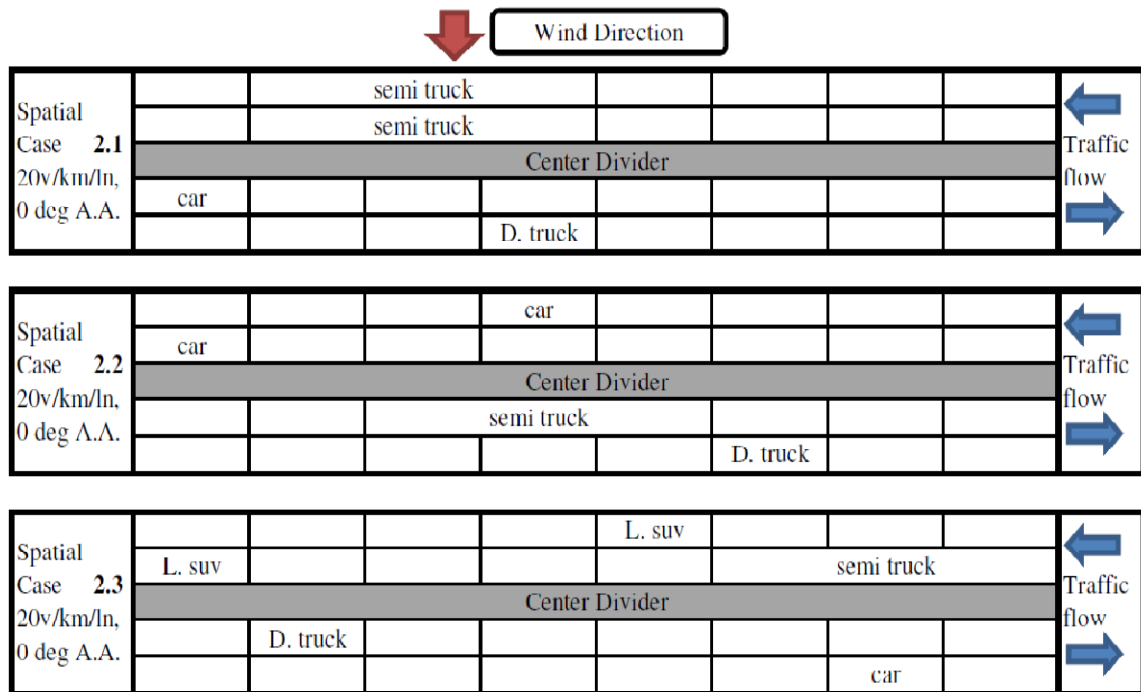 Wind Direction
semi truck
semi truck
Spatial
Case 2.1
20v/km/ln,
0 deg A.A.
Center Divider
car
D. truck
Traffic
flow
car
car
Spatial
Case 2.2
20v/km/ln,
0 deg A.A.
Center Divider
semi truck
D. truck
Traffic
flow
L. suv
L. suv
semi truck
Spatial
Case 2.3
20v/km/ln,
0 deg A.A.
Center Divider
D. truck
car
Traffic
flow